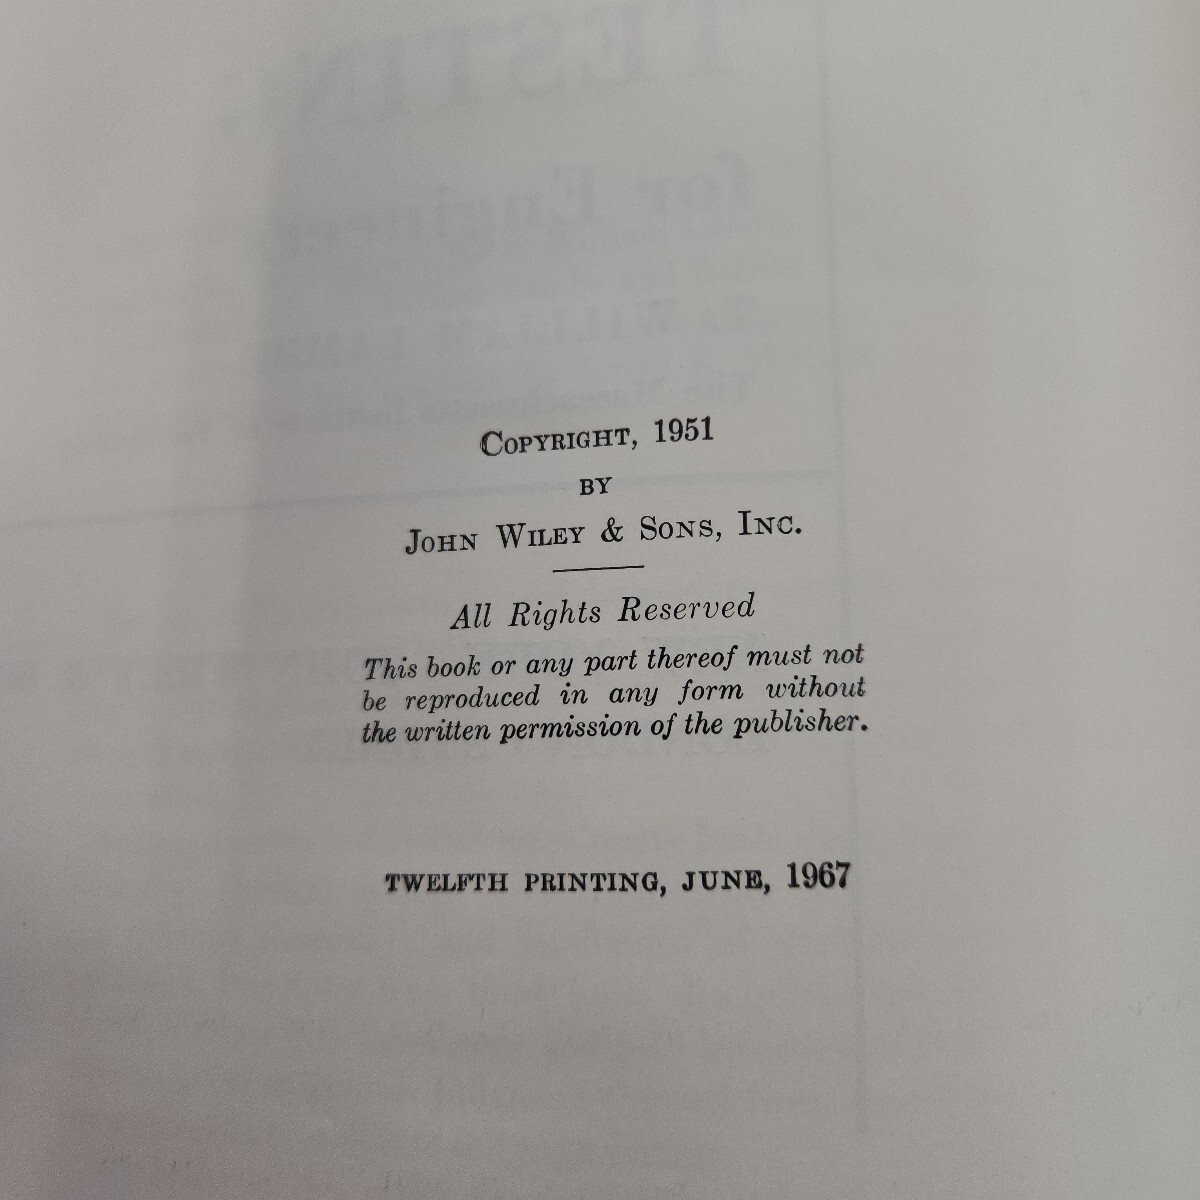 COPYRIGHT, 1951
BY
JOHN WILEY & SONS, INC.
All Rights Reserved
This book or any part thereof must not
be reproduced in any form without
the written permission of the publisher.
TWELFTH PRINTING, JUNE, 1967